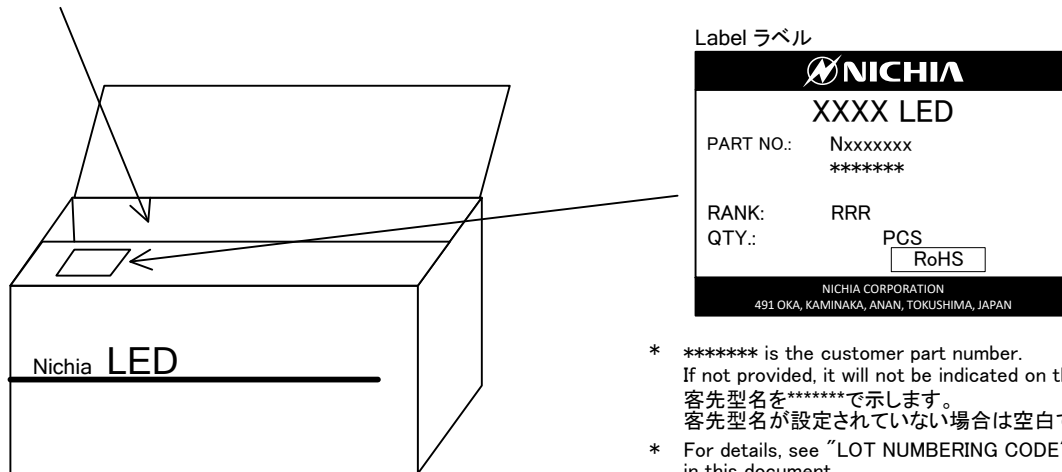 Label ラベル
NICHIA
XXXX LED
PART NO.: Nxxxxxxx
*******
RANK: RRR
QTY.: PCS
RoHS
NICHIA CORPORATION
491 OKA, KAMINAKA, ANAN, TOKUSHIMA, JAPAN
Nichia LED
* ******* is the customer part number.
If not provided, it will not be indicated on
客先型名を*******で示します。
客先型名が設定されていない場合は空白
* For details, see "LOT NUMBERING CODE"
in this document.